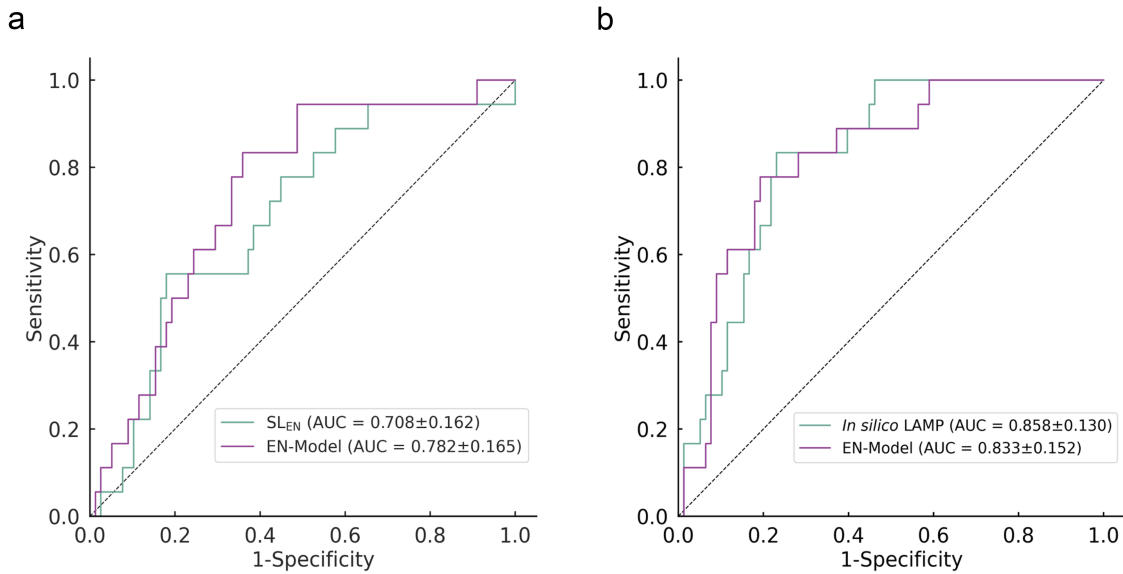 a
1.0
0.8
0.6
0.4
0.2
0.0
Sensitivity
0.0 0.2 0.4 0.6 0.8 1.0
1-Specificity
SLEN (AUC = 0.708±0.162)
EN-Model (AUC = 0.782±0.165)
b
1.0
0.8
0.6
0.4
0.2
0.0
Sensitivity
0.0 0.2 0.4 0.6 0.8 1.0
1-Specificity
In silico LAMP (AUC = 0.858±0.130)
EN-Model (AUC = 0.833±0.152)